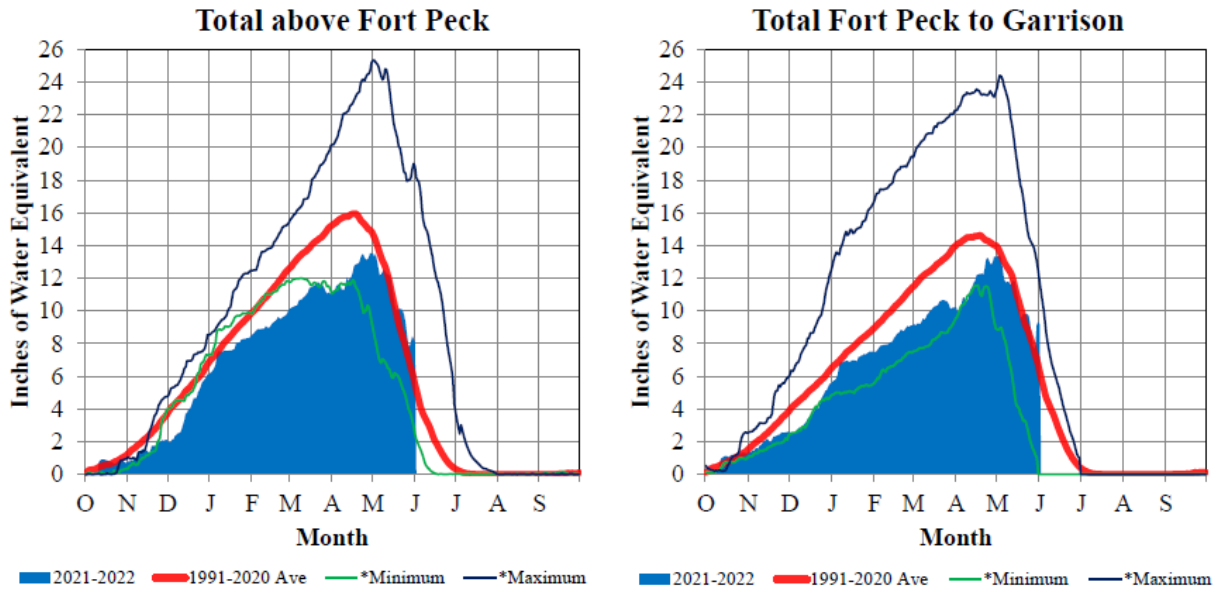 Total above Fort Peck
26
24
22
20
18
16
14
12
10
8
6
4
2
0
Inches of Water Equivalent
O N D J F M A M J J A S
Month
2021-2022 1991-2020 Ave *Minimum *Maximum
Total Fort Peck to Garrison
26
24
22
20
18
16
14
12
10
8
6
4
2
0
Inches of Water Equivalent
O N D J F M A M J J A S
Month
2021-2022 1991-2020 Ave *Minimum *Maximum